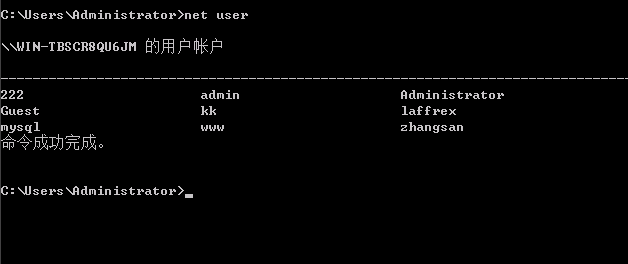 C:\Users\Administrator>net user
\\WIN-TBSCR8QU6JM 的用户帐户
-------------------------------------------------------------------------------
222 admin Administrator
Guest kk laffrex
mysql www zhangsan
命令成功完成。
C:\Users\Administrator>_